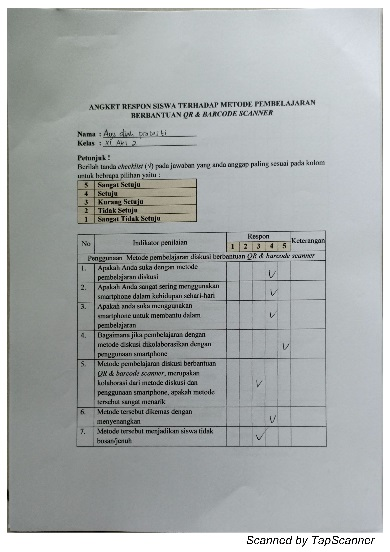 ANGKET RESPON SISWA TERHADAP METODE PEMBELAJARAN
BERBANTUAN QR & BARCODE SCANNER
Nama :
Kelas :
Petunjuk !
Berilah tanda checklist (√) pada jawaban yang anda anggap paling sesuai pada kolom
untuk bebrapa pilihan yaitu :
5 Sangat Setuju
4 Setuju
3 Kurang Setuju
2 Tidak Setuju
1 Sangat Tidak Setuju
No Indikator penilaian Respon Keterangan
1 2 3 4 5
Penggunaan Metode pembelajaran diskusi berbantuan QR & barcode scanner
1. Apakah Anda suka dengan metode
pembelajaran diskusi √
2. Apakah Anda sangat sering menggunakan
smartphone dalam kehidupan sehari-hari √
3. Apakah anda suka menggunakan
smartphone untuk membantu dalam √
pembelajaran
4. Bagaimana jika pembelajaran dengan
metode diskusi dikolaborasikan dengan √
penggunaan smartphone
5. Metode pembelajaran diskusi berbantuan
QR & barcode scanner, merupakan
kolaborasi dari metode diskusi dan √
penggunaan smartphone, apakah metode
tersebut sangat menarik
6. Metode tersebut dikemas dengan
menyenangkan √
7. Metode tersebut menjadikan siswa tidak √
bosan/jenuh
Scanned by TapScanner